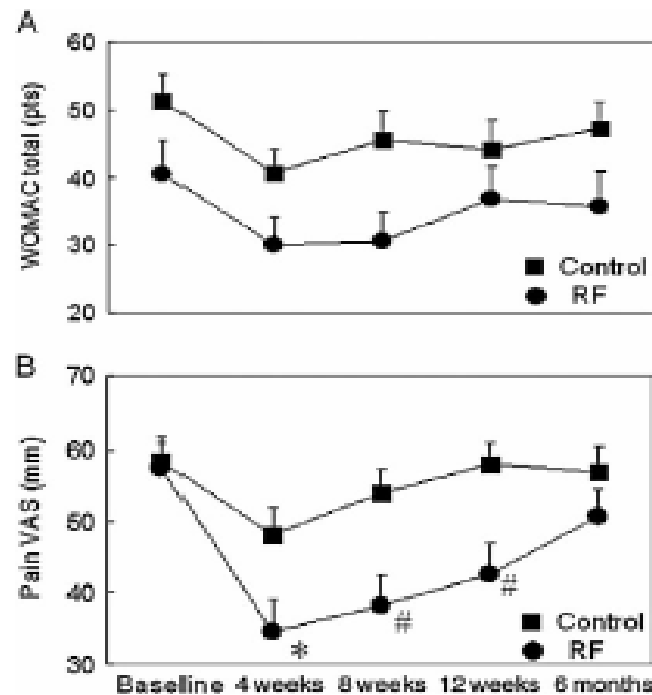 A
60
50
40
30
20
WOMAC total (pts)
Control
RF
B
70
60
50
40
30
Pain VAS (mm)
*
#
#
Control
RF
Baseline 4 weeks 8 weeks 12 weeks 6 months